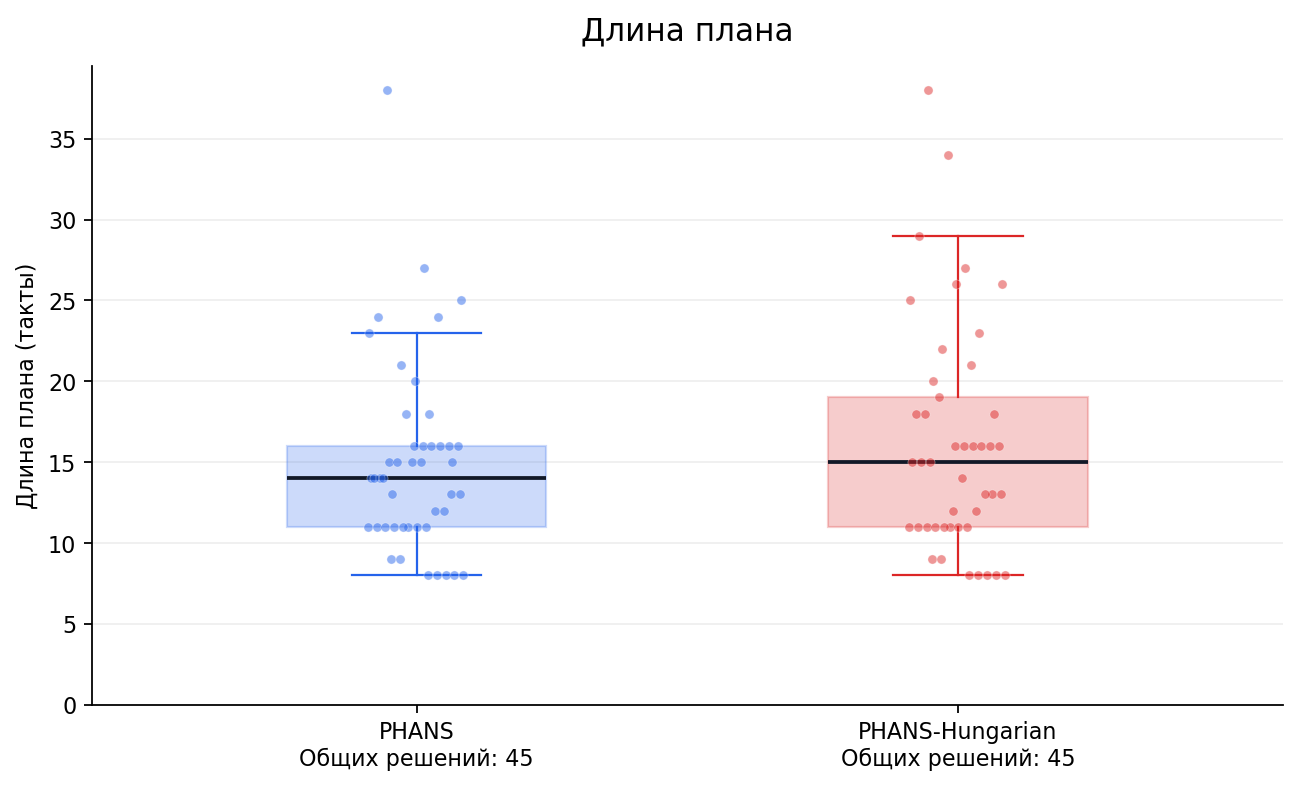 Длина плана
Длина плана (такты)
35
30
25
20
15
10
5
0
PHANS
Общих решений: 45
PHANS-Hungarian
Общих решений: 45